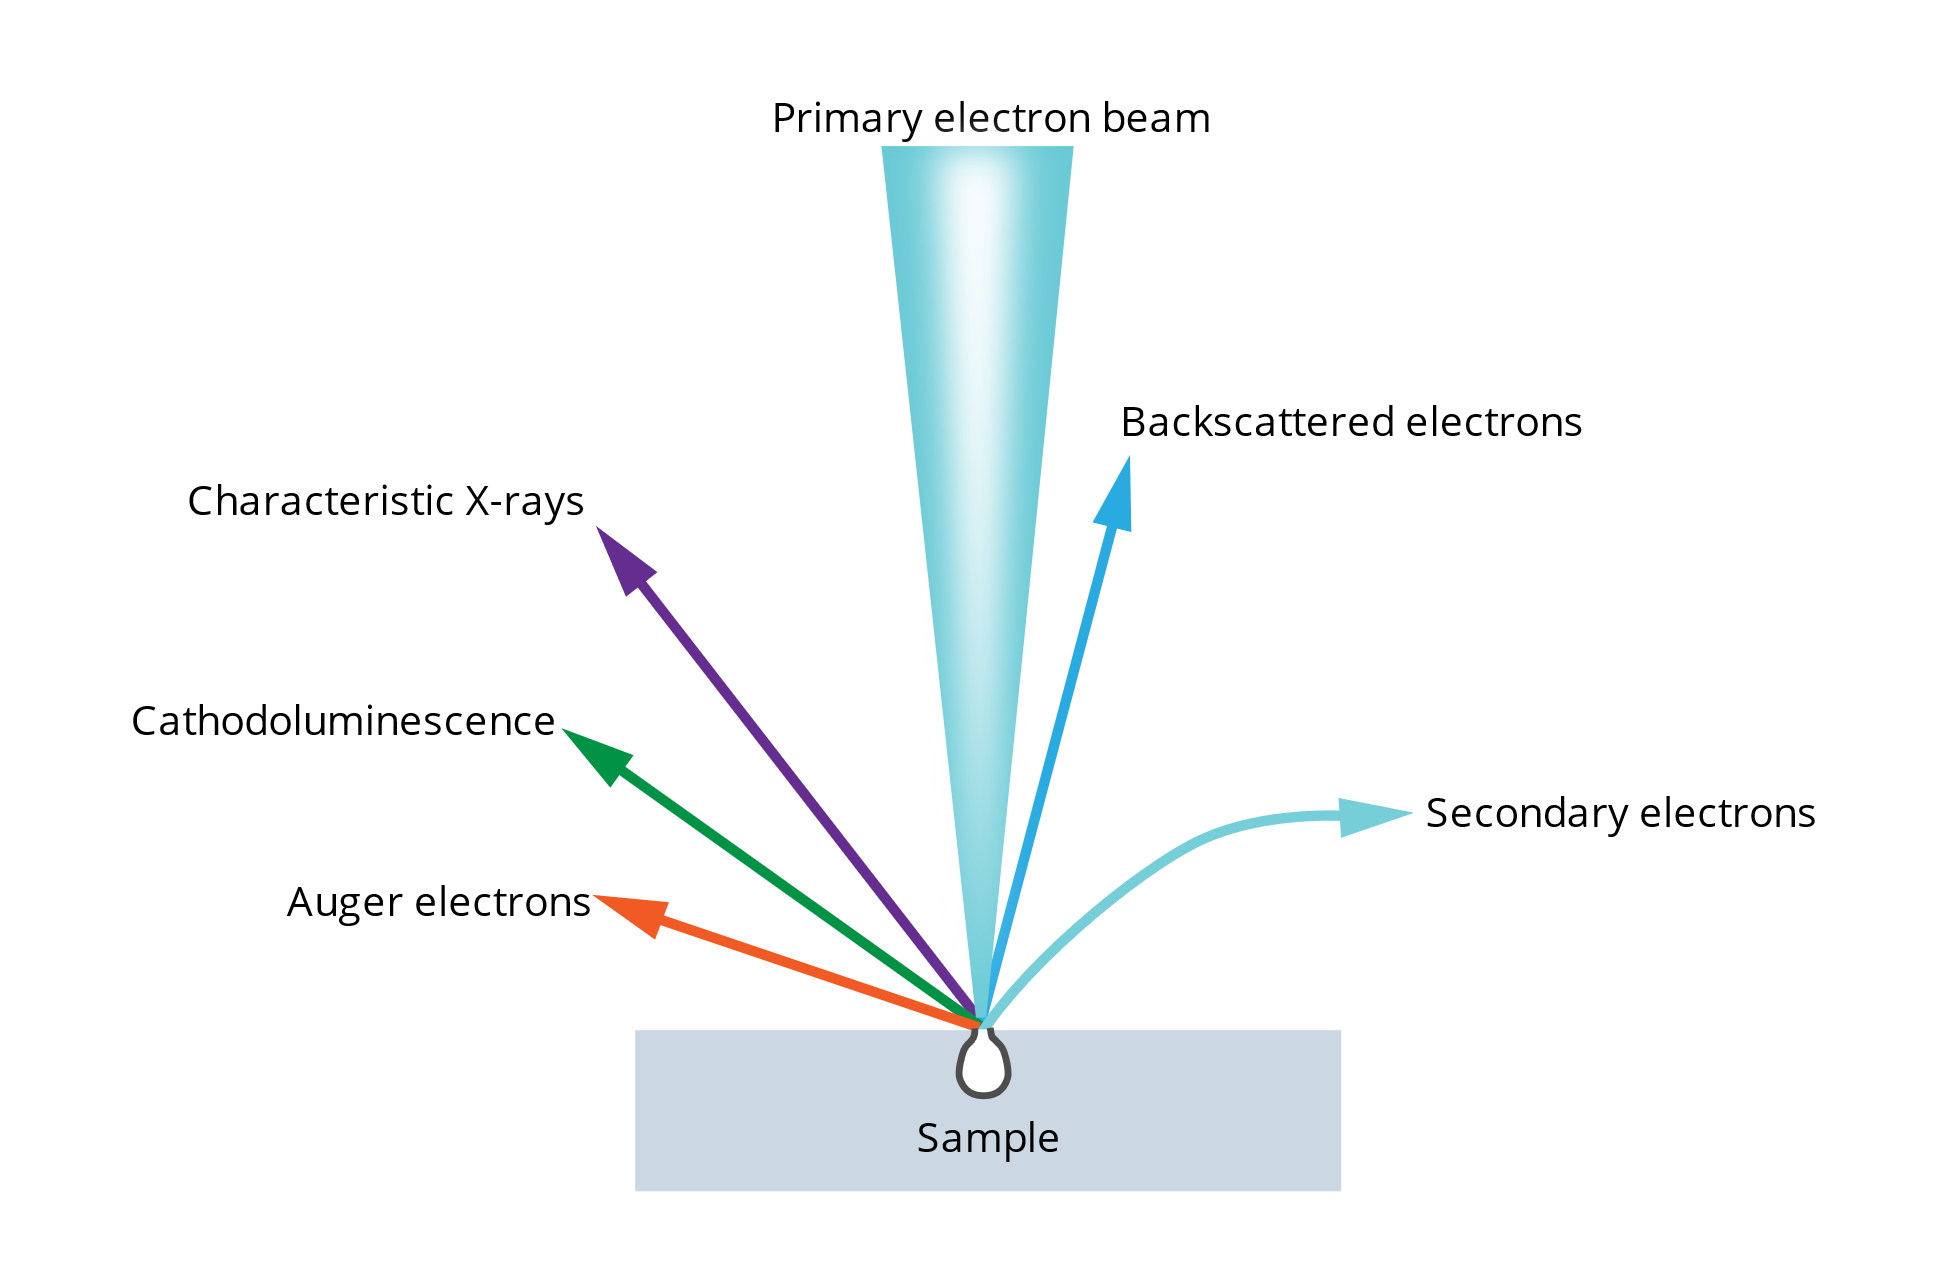 Primary electron beam
Backscattered electrons
Characteristic X-rays
Cathodoluminescence
Secondary electrons
Auger electrons
Sample